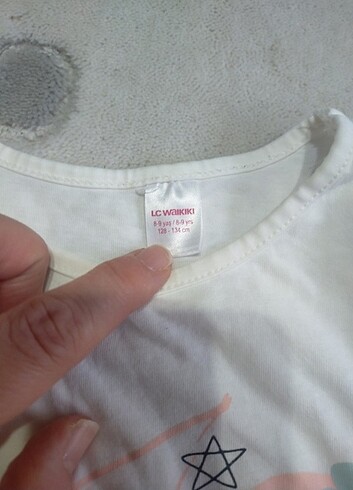 LC WAIKIKI
8-9 yaş / 8-9 yrs
128 - 134 cm